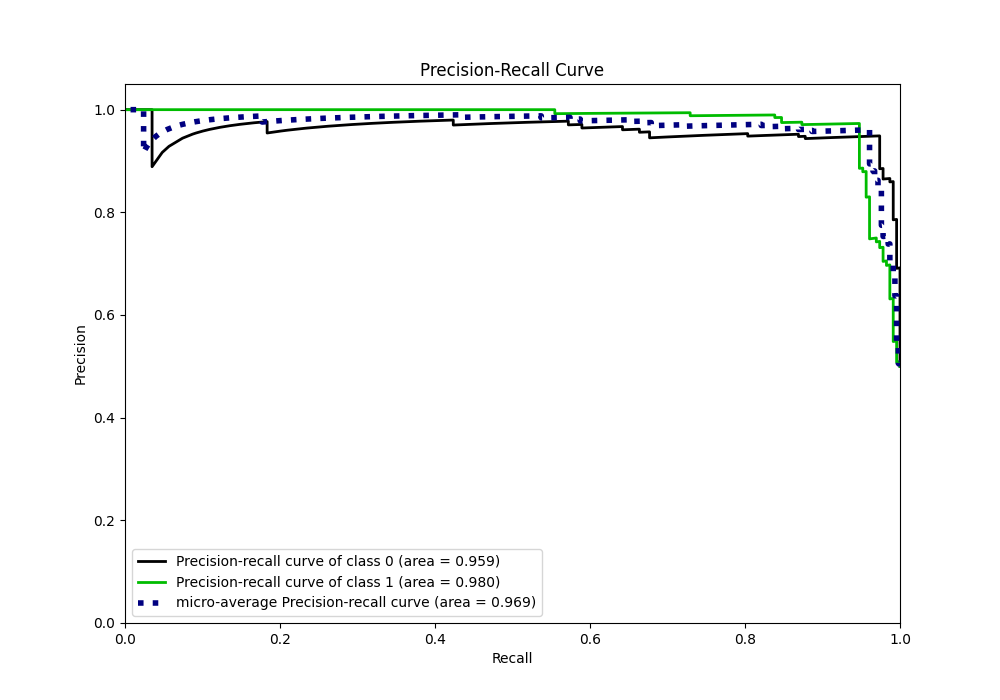 Precision-Recall Curve
1.0
0.8
0.6
0.4
0.2
0.0
Precision
Precision-recall curve of class 0 (area = 0.959)
Precision-recall curve of class 1 (area = 0.980)
micro-average Precision-recall curve (area = 0.969)
0.0 0.2 0.4 0.6 0.8 1.0
Recall